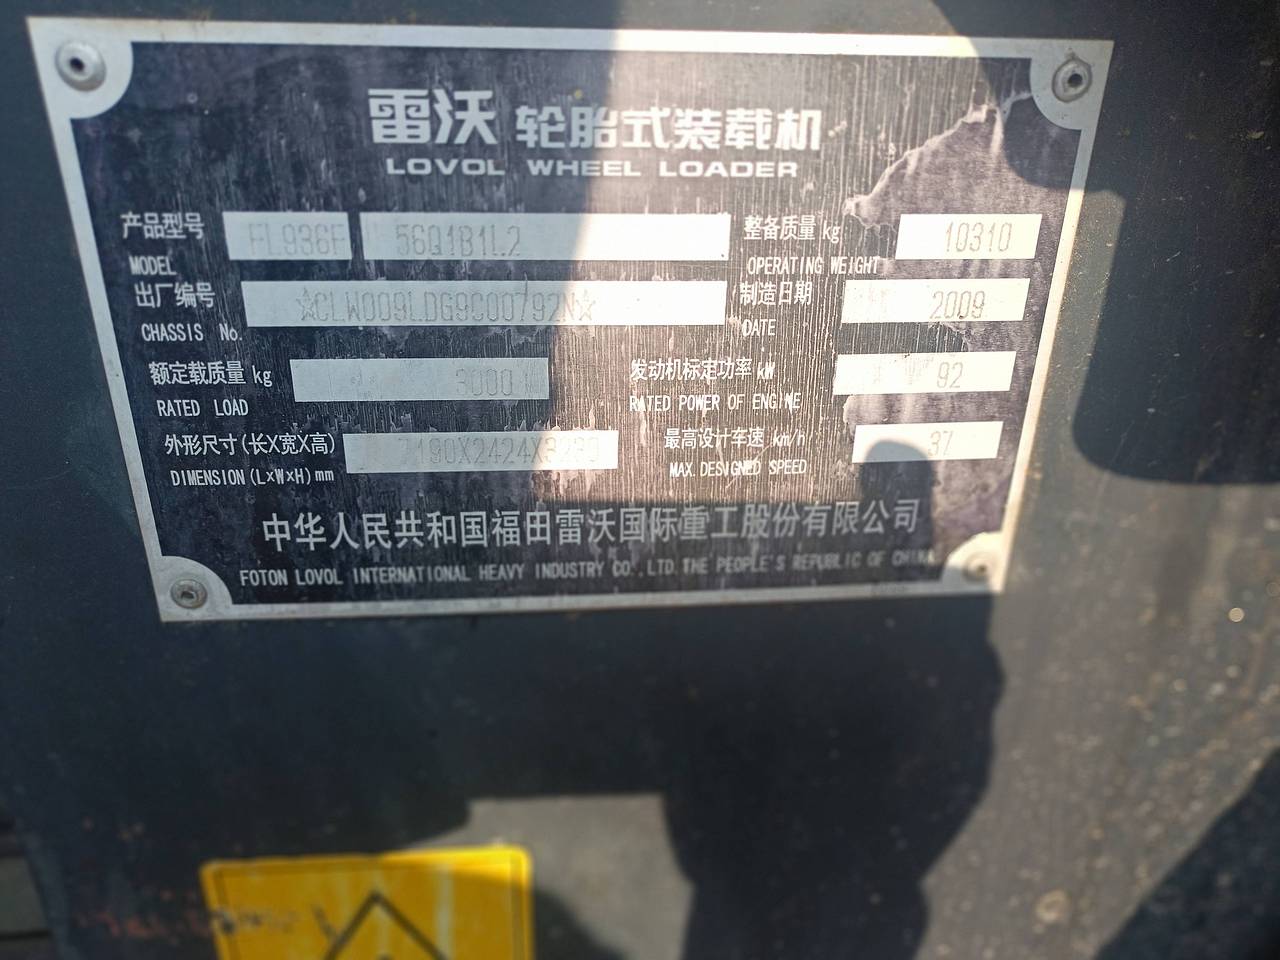 雷沃 轮胎式装载机
LOVOL WHEEL LOADER
产品型号 FL936F 56Q1B1L2 整备质量 kg 10310
MODEL OPERATING WEIGHT
出厂编号 ☆CLW009LDG9C00792N☆ 制造日期 2009
CHASSIS No. DATE
额定载质量 kg 3000 发动机标定功率 kW 92
RATED LOAD RATED POWER OF ENGINE
外形尺寸(长X宽X高) 最高设计车速 km/h 37
DIMENSION(L×W×H)mm MAX DESIGNED SPEED
中华人民共和国福田雷沃国际重工股份有限公司
FOTON LOVOL INTERNATIONAL HEAVY INDUSTRY CO.,LTD.THE PEOPLE'S REPUBLIC OF CHINA